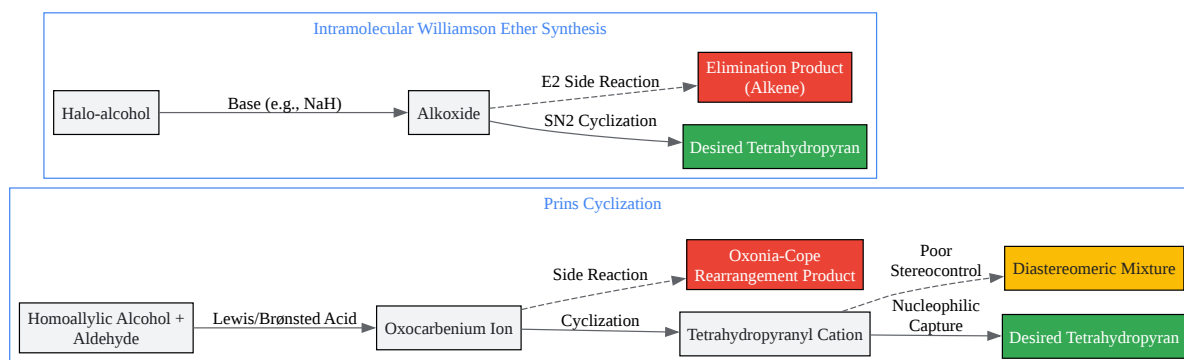 Intramolecular Williamson Ether Synthesis
Halo-alcohol
Base (e.g., NaH)
Alkoxide
E2 Side Reaction
Elimination Product
(Alkene)
SN2 Cyclization
Desired Tetrahydropyran
Prins Cyclization
Homoallylic Alcohol +
Aldehyde
Lewis/Brønsted Acid
Oxocarbenium Ion
Side Reaction
Oxonia-Cope
Rearrangement Product
Cyclization
Tetrahydropyranyl Cation
Poor
Stereocontrol
Diastereomeric Mixture
Nucleophilic
Capture
Desired Tetrahydropyran